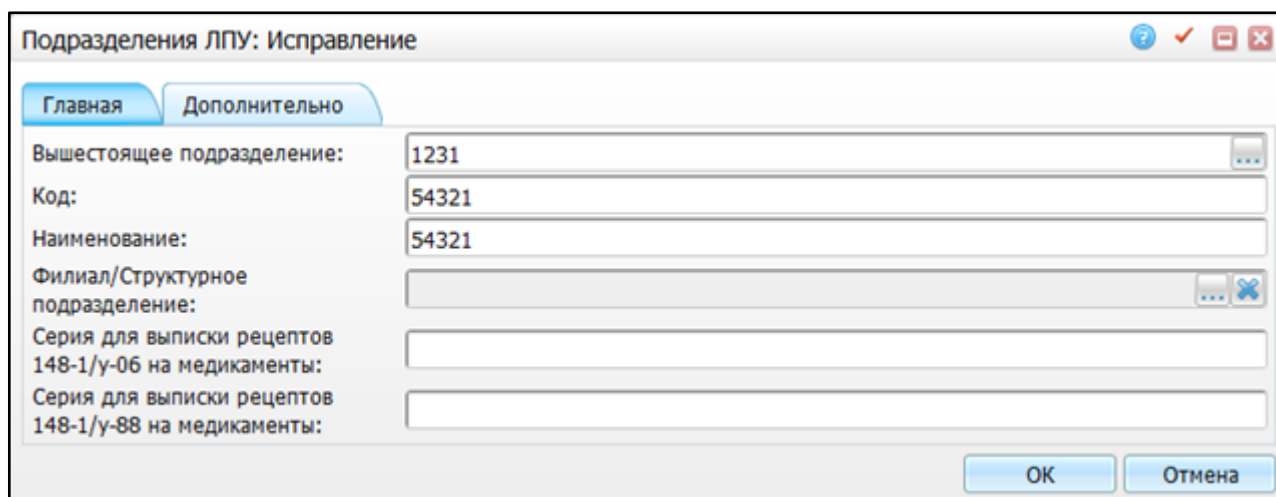 Подразделения ЛПУ: Исправление
Главная Дополнительно
Вышестоящее подразделение: 1231 ...
Код: 54321
Наименование: 54321
Филиал/Структурное
подразделение: ...
Серия для выписки рецептов
148-1/у-06 на медикаменты:
Серия для выписки рецептов
148-1/у-88 на медикаменты:
ОК Отмена